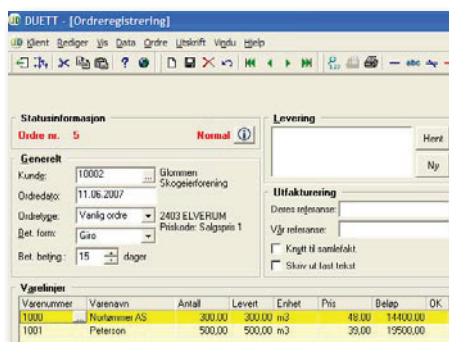 DUETT - [Ordreregistrering]
Klient Rediger Vis Data Ordre Utskrift Vindu Hjelp
Statusinformasjon
Ordre nr. 5 Normal
Generelt
Kunde: 10002 ... Glommen Skogeierforening
Ordredato: 11.06.2007
Ordretype: Vanlig ordre 2403 ELVERUM
Bet. form: Giro Priskode: Salgspris 1
Bet. beting.: 15 dager
Levering
Hent
Ny
Utfakturering
Deres referanse:
Vår referanse:
Knytt til samlefakt.
Skriv ut fast tekst
Varelinjer
Varenummer Varenavn Antall Levert Enhet Pris Beløp OK
1000 ... Nortømmer AS 300,00 300,00 m3 48,00 14400,00
1001 Peterson 500,00 500,00 m3 39,00 19500,00